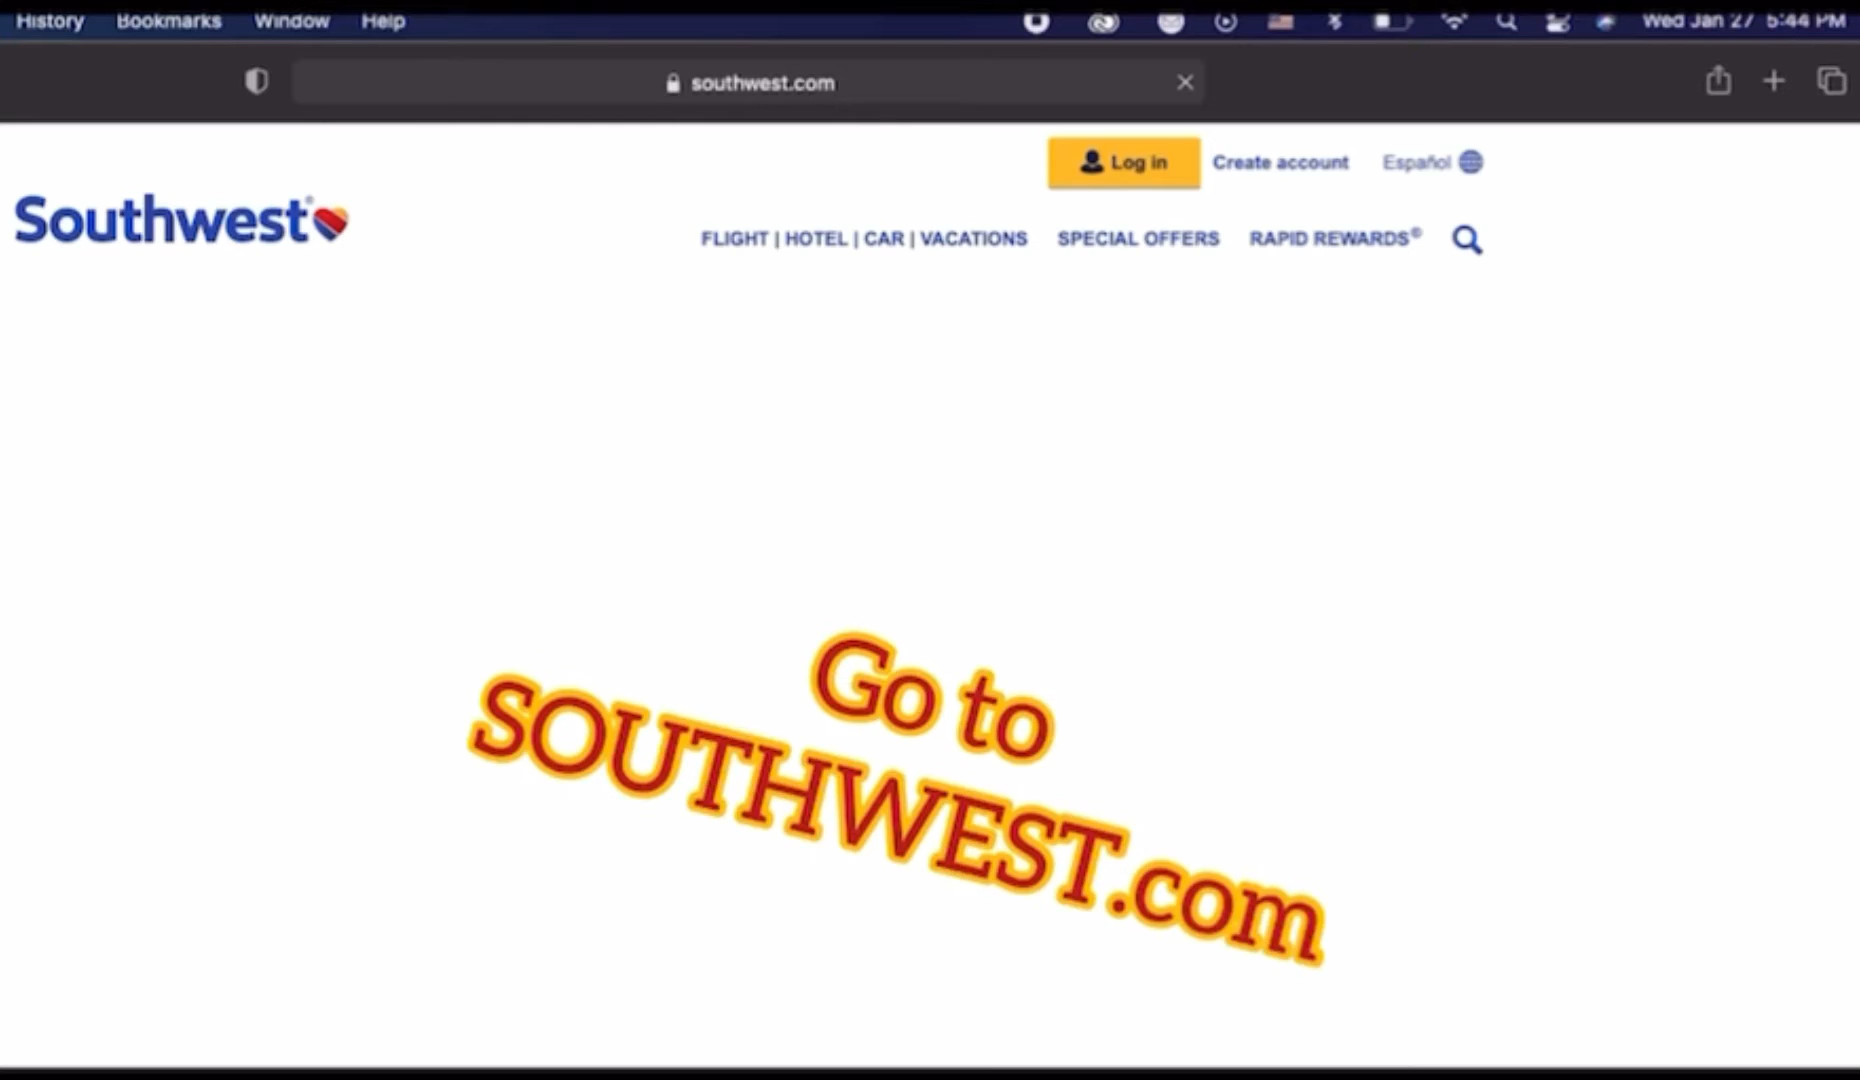 History Bookmarks Window Help Wed Jan 27 5:44 PM
southwest.com
Log in Create account Español
Southwest®
FLIGHT | HOTEL | CAR | VACATIONS SPECIAL OFFERS RAPID REWARDS®
Go to
SOUTHWEST.com